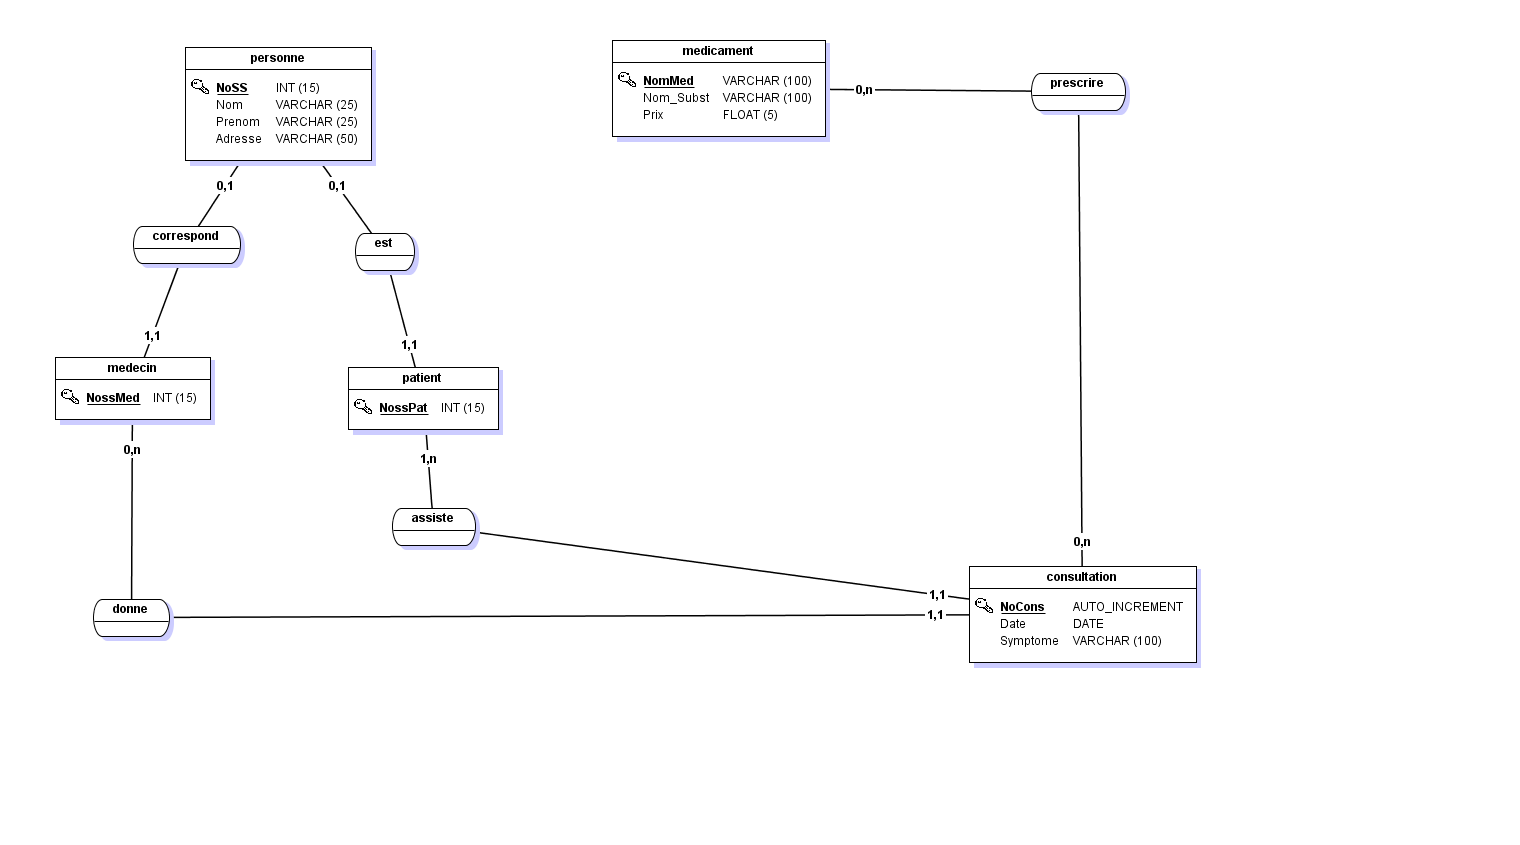 personne
NoSS INT (15)
Nom VARCHAR (25)
Prenom VARCHAR (25)
Adresse VARCHAR (50)
medicament
NomMed VARCHAR (100)
Nom_Subst VARCHAR (100)
Prix FLOAT (5)
0,n
prescrire
0,1
0,1
correspond
est
1,1
1,1
medecin
NossMed INT (15)
patient
NossPat INT (15)
0,n
1,n
assiste
0,n
donne
1,1
1,1
consultation
NoCons AUTO_INCREMENT
Date DATE
Symptome VARCHAR (100)